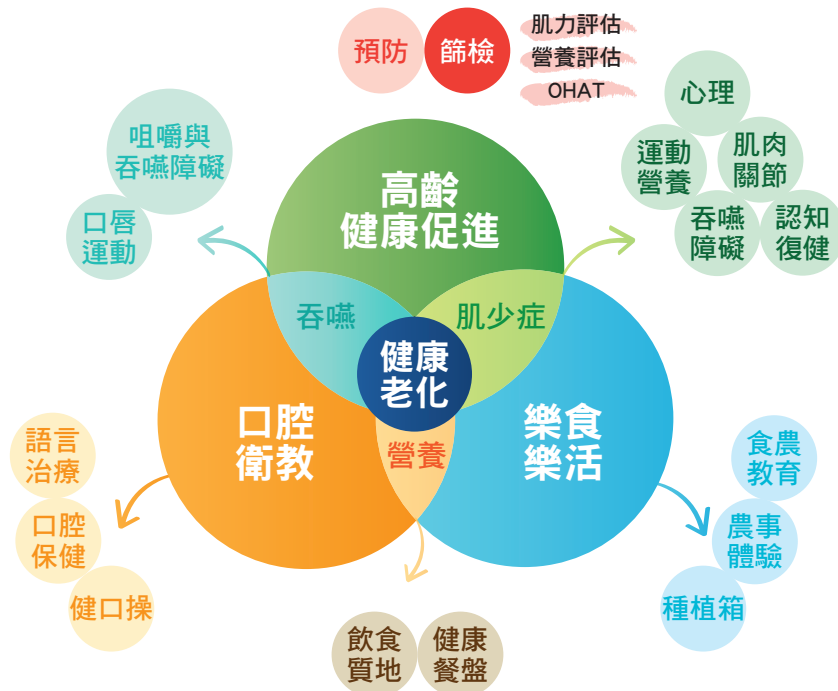 預防
篩檢
肌力評估
營養評估
OHAT
咀嚼與
吞嚥障礙
口唇
運動
心理
運動
營養
肌肉
關節
吞嚥
障礙
認知
復健
高齡
健康促進
吞嚥
肌少症
健康
老化
口腔
衛教
營養
樂食
樂活
語言
治療
口腔
保健
健口操
食農
教育
農事
體驗
種植箱
飲食
質地
健康
餐盤